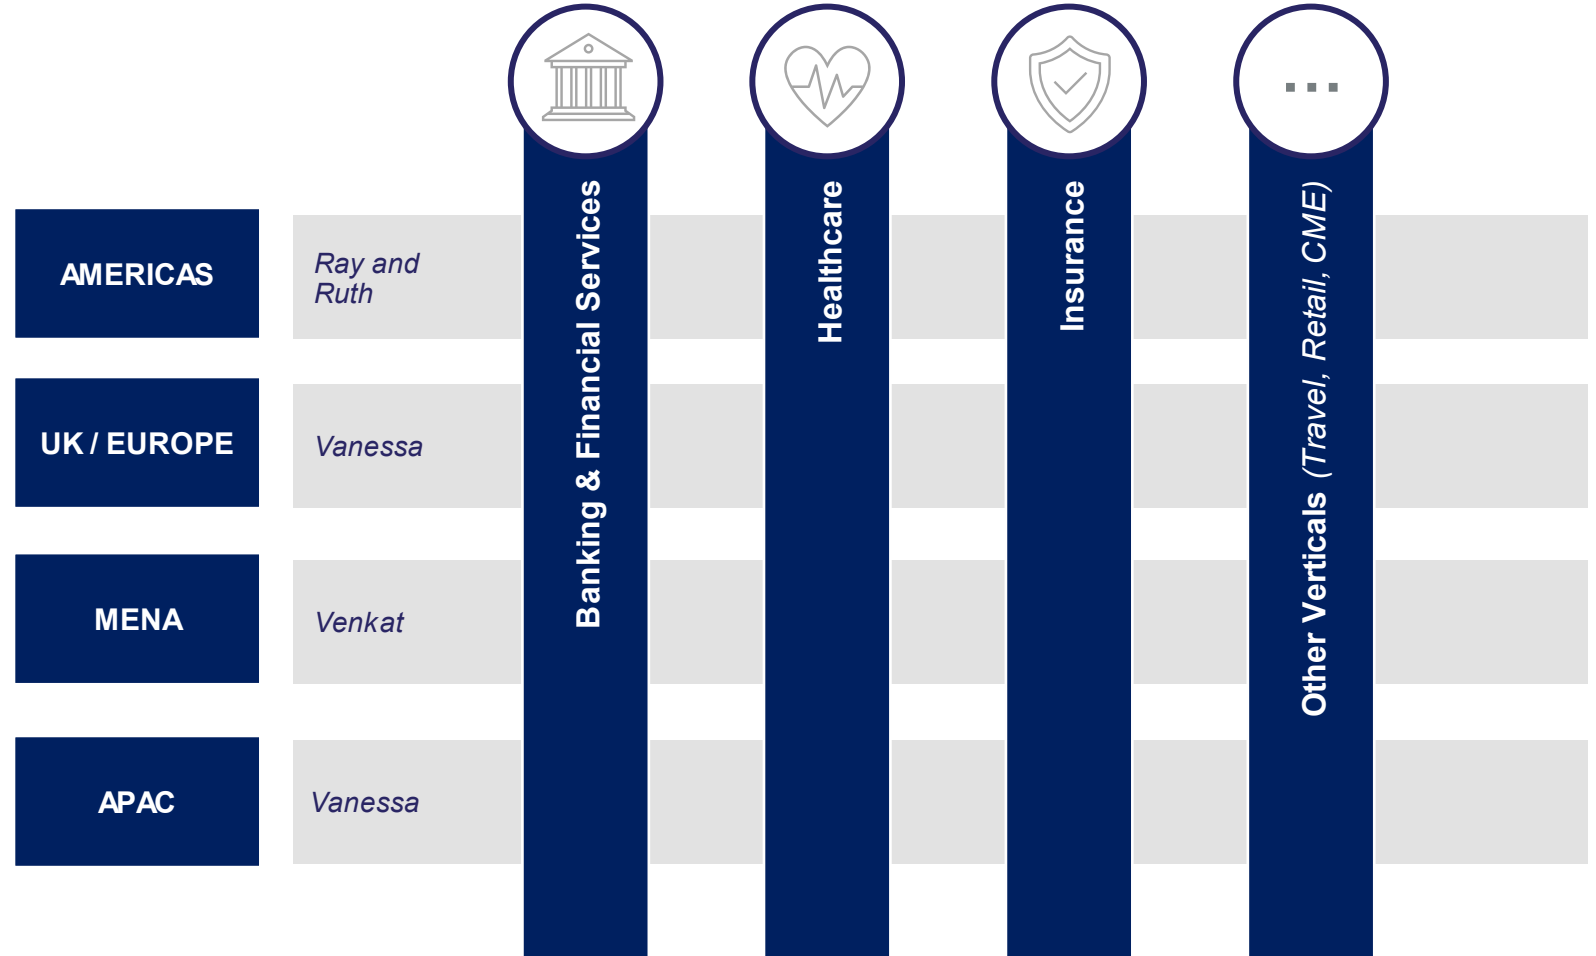 Banking & Financial Services
Healthcare
Insurance
Other Verticals (Travel, Retail, CME)
AMERICAS
Ray and
Ruth
UK / EUROPE
Vanessa
MENA
Venkat
APAC
Vanessa